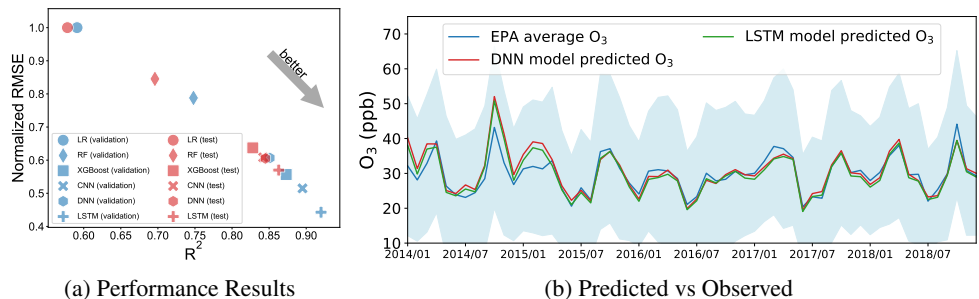 1.0
0.9
0.8
0.7
0.6
0.5
0.4
Normalized RMSE
better
LR (validation) LR (test)
RF (validation) RF (test)
XGBoost (validation) XGBoost (test)
CNN (validation) CNN (test)
DNN (validation) DNN (test)
LSTM (validation) LSTM (test)
0.60 0.65 0.70 0.75 0.80 0.85 0.90
R²
(a) Performance Results
80
70
60
50
40
30
20
10
O₃ (ppb)
EPA average O₃ LSTM model predicted O₃
DNN model predicted O₃
2014/01 2014/07 2015/01 2015/07 2016/01 2016/07 2017/01 2017/07 2018/01 2018/07
(b) Predicted vs Observed